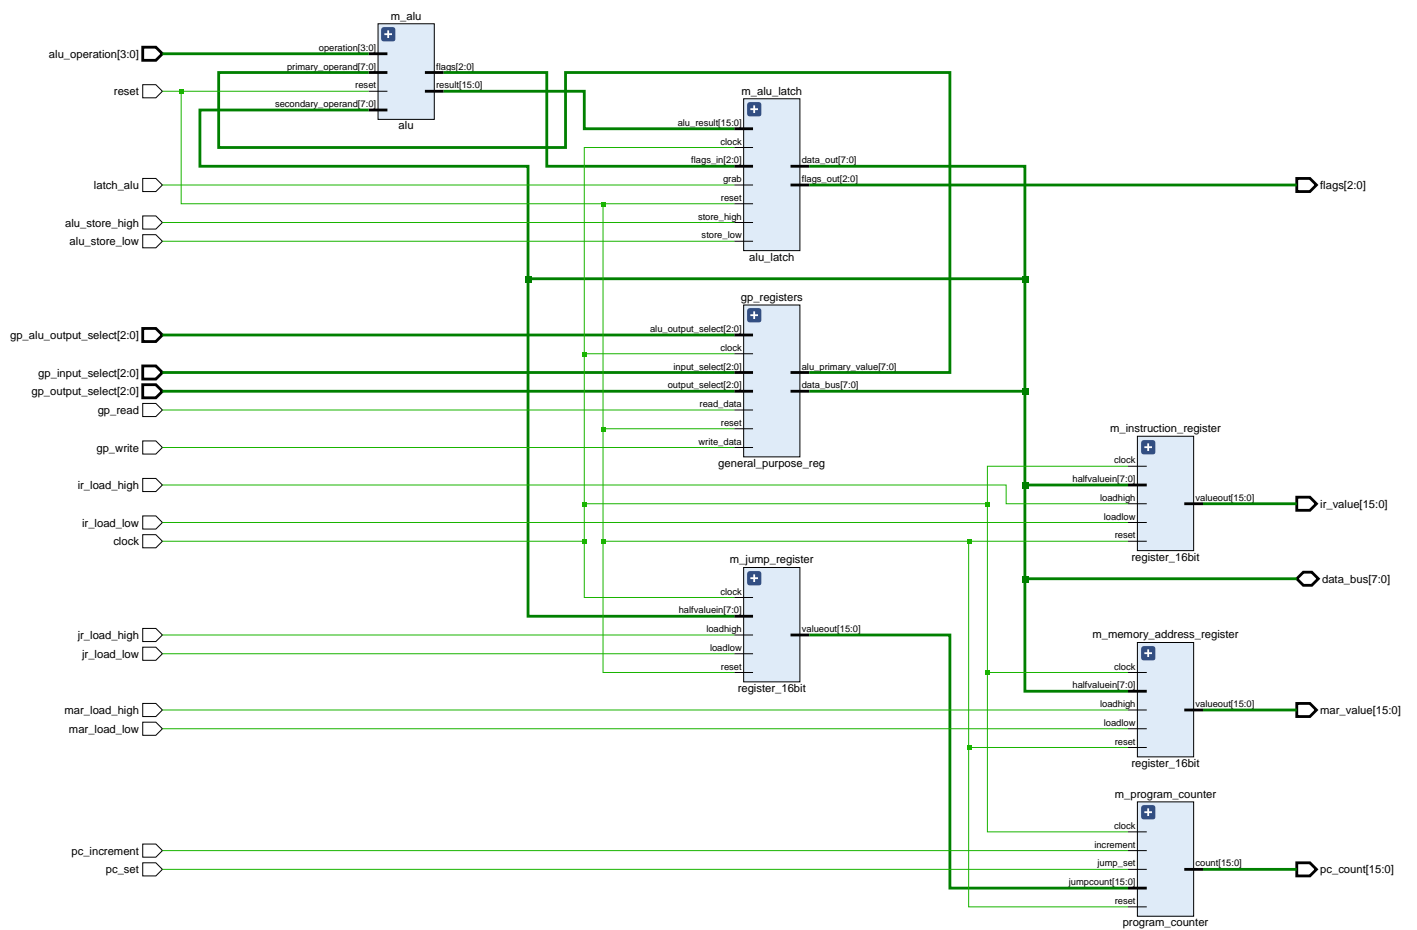 m_alu
alu_operation[3:0]
operation[3:0]
primary_operand[7:0]
flags[2:0]
reset
reset
result[15:0]
secondary_operand[7:0]
alu
m_alu_latch
alu_result[15:0]
clock
flags_in[2:0]
data_out[7:0]
latch_alu
grab
flags_out[2:0]
flags[2:0]
reset
alu_store_high
store_high
alu_store_low
store_low
alu_latch
gp_registers
gp_alu_output_select[2:0]
alu_output_select[2:0]
clock
gp_input_select[2:0]
input_select[2:0]
alu_primary_value[7:0]
gp_output_select[2:0]
output_select[2:0]
data_bus[7:0]
gp_read
read_data
reset
gp_write
write_data
general_purpose_reg
m_instruction_register
clock
ir_load_high
halfvaluein[7:0]
loadhigh
valueout[15:0]
ir_value[15:0]
ir_load_low
loadlow
clock
reset
register_16bit
m_jump_register
data_bus[7:0]
clock
halfvaluein[7:0]
jr_load_high
loadhigh
valueout[15:0]
jr_load_low
loadlow
reset
register_16bit
m_memory_address_register
clock
halfvaluein[7:0]
mar_load_high
loadhigh
valueout[15:0]
mar_value[15:0]
mar_load_low
loadlow
reset
register_16bit
m_program_counter
clock
pc_increment
increment
pc_set
jump_set
count[15:0]
pc_count[15:0]
jumpcount[15:0]
reset
program_counter